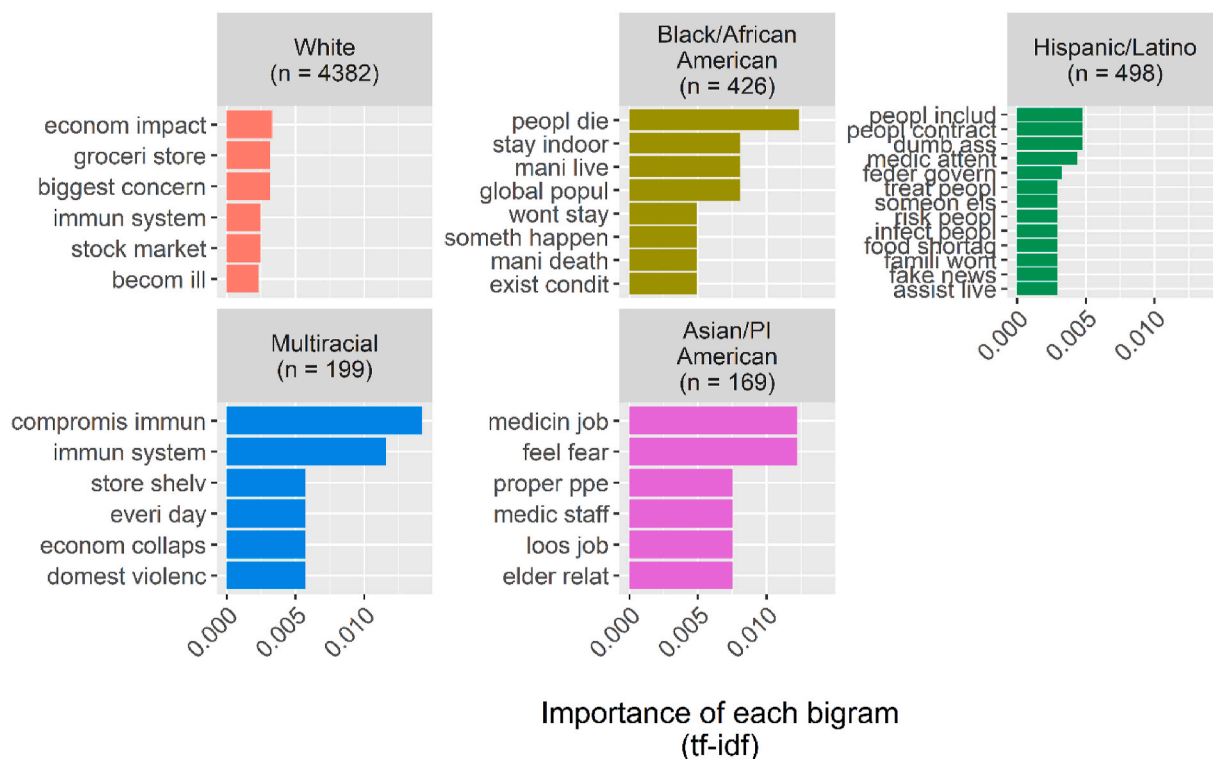 White
(n = 4382)
econom impact
groceri store
biggest concern
immun system
stock market
becom ill
Black/African
American
(n = 426)
peopl die
stay indoor
mani live
global popul
wont stay
someth happen
mani death
exist condit
Hispanic/Latino
(n = 498)
peopl includ
peopl contract
dumb ass
medic attent
feder govern
treat peopl
someon els
risk peopl
infect peopl
food shortag
famili wont
fake news
assist live
0.000
0.005
0.010
Multiracial
(n = 199)
compromis immun
immun system
store shelv
everi day
econom collaps
domest violenc
0.000
0.005
0.010
Asian/PI
American
(n = 169)
medicin job
feel fear
proper ppe
medic staff
loos job
elder relat
0.000
0.005
0.010
Importance of each bigram
(tf-idf)